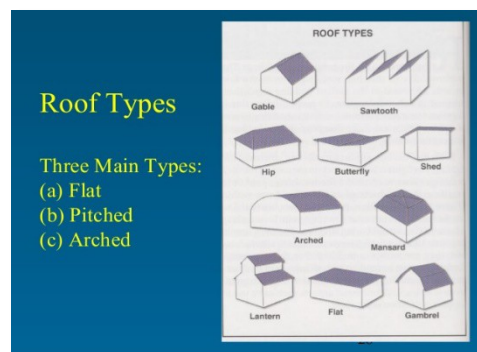 Roof Types
Three Main Types:
(a) Flat
(b) Pitched
(c) Arched
ROOF TYPES
Gable
Sawtooth
Hip
Butterfly
Shed
Arched
Mansard
Lantern
Flat
Gambrel